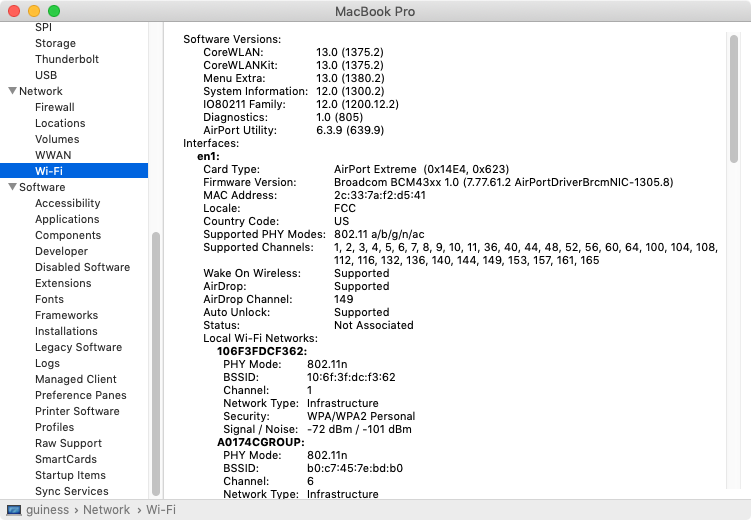 MacBook Pro
SPI
Storage
Thunderbolt
USB
Network
Firewall
Locations
Volumes
WWAN
Wi-Fi
Software
Accessibility
Applications
Components
Developer
Disabled Software
Extensions
Fonts
Frameworks
Installations
Legacy Software
Logs
Managed Client
Preference Panes
Printer Software
Profiles
Raw Support
SmartCards
Startup Items
Sync Services
Software Versions:
CoreWLAN: 13.0 (1375.2)
CoreWLANKit: 13.0 (1375.2)
Menu Extra: 13.0 (1380.2)
System Information: 12.0 (1300.2)
IO80211 Family: 12.0 (1200.12.2)
Diagnostics: 1.0 (805)
AirPort Utility: 6.3.9 (639.9)
Interfaces:
en1:
Card Type: AirPort Extreme (0x14E4, 0x623)
Firmware Version: Broadcom BCM43xx 1.0 (7.77.61.2 AirPortDriverBrcmNIC-1305.8)
MAC Address: 2c:33:7a:f2:d5:41
Locale: FCC
Country Code: US
Supported PHY Modes: 802.11 a/b/g/n/ac
Supported Channels: 1, 2, 3, 4, 5, 6, 7, 8, 9, 10, 11, 36, 40, 44, 48, 52, 56, 60, 64, 100, 104, 108,
112, 116, 132, 136, 140, 144, 149, 153, 157, 161, 165
Wake On Wireless: Supported
AirDrop: Supported
AirDrop Channel: 149
Auto Unlock: Supported
Status: Not Associated
Local Wi-Fi Networks:
106F3FDCF362:
PHY Mode: 802.11n
BSSID: 10:6f:3f:dc:f3:62
Channel: 1
Network Type: Infrastructure
Security: WPA/WPA2 Personal
Signal / Noise: -72 dBm / -101 dBm
A0174CGROUP:
PHY Mode: 802.11n
BSSID: b0:c7:45:7e:bd:b0
Channel: 6
Network Type: Infrastructure
guiness › Network › Wi-Fi